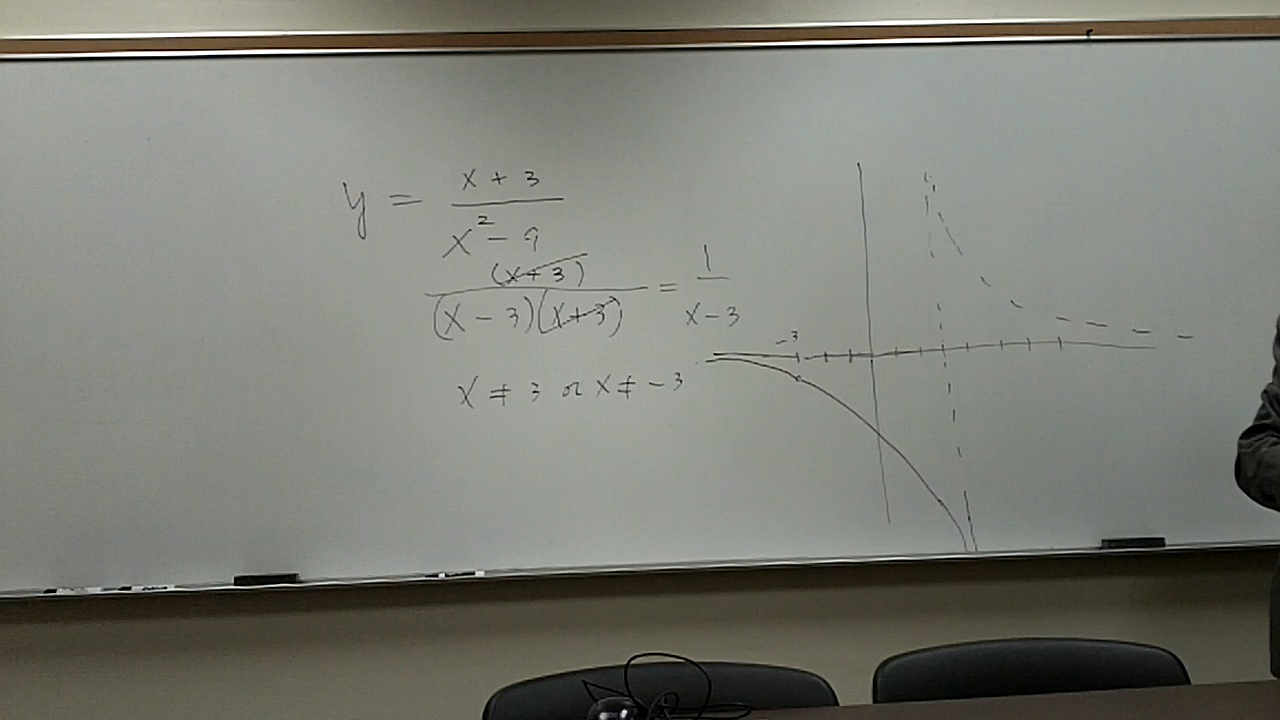 y = x + 3
x² - 9
(x + 3)
(x - 3)(x + 3) = 1
x - 3
x ≠ 3 or x ≠ -3
-3